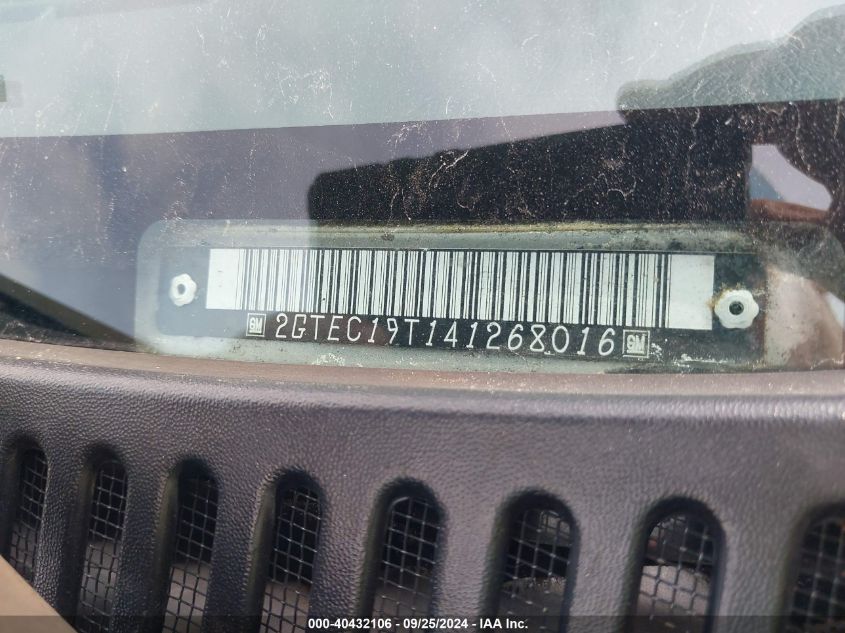 GM 2GTEC19T141268016 GM
000-40432106 - 09/25/2024 - IAA Inc.